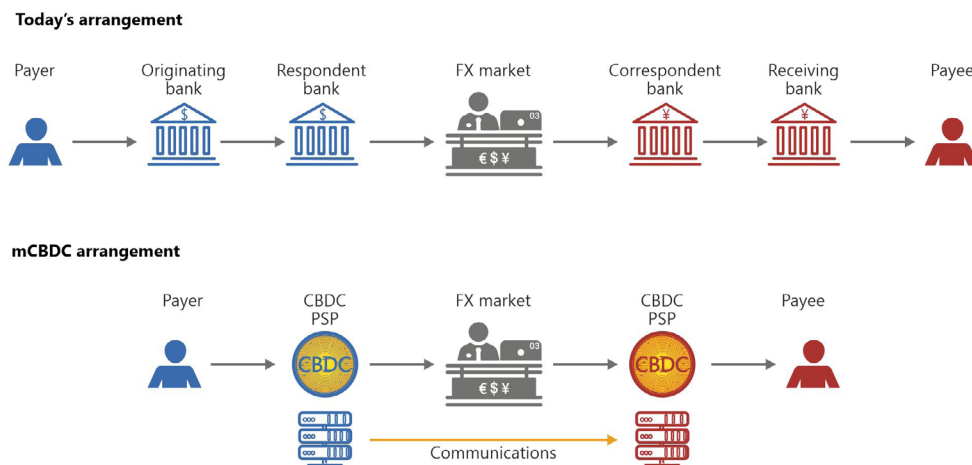 Today's arrangement
Payer
Originating
bank
Respondent
bank
FX market
Correspondent
bank
Receiving
bank
Payee
$
$
03
€$¥
¥
¥
mCBDC arrangement
Payer
CBDC
PSP
FX market
CBDC
PSP
Payee
CBDC
03
€$¥
CBDC
Communications